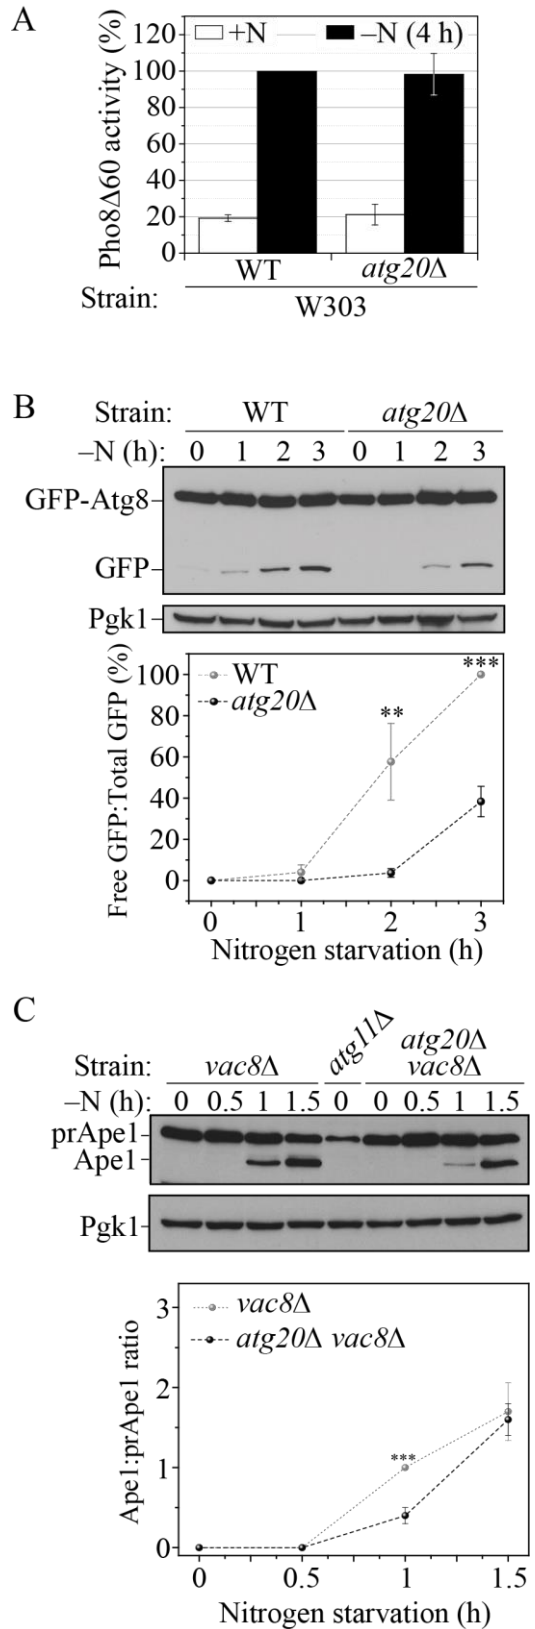 A
Pho8Δ60 activity (%)
120
100
80
60
40
20
0
+N
–N (4 h)
WT
atg20Δ
Strain:
W303
B
Strain: WT atg20Δ
–N (h): 0 1 2 3 0 1 2 3
GFP-Atg8
GFP
Pgk1
Free GFP:Total GFP (%)
100
80
60
40
20
0
WT
atg20Δ
**
***
0 1 2 3
Nitrogen starvation (h)
C
Strain: vac8Δ atg11Δ atg20Δ vac8Δ
–N (h): 0 0.5 1 1.5 0 0 0.5 1 1.5
prApe1
Ape1
Pgk1
Ape1:prApe1 ratio
3
2
1
0
vac8Δ
atg20Δ vac8Δ
***
0 0.5 1 1.5
Nitrogen starvation (h)